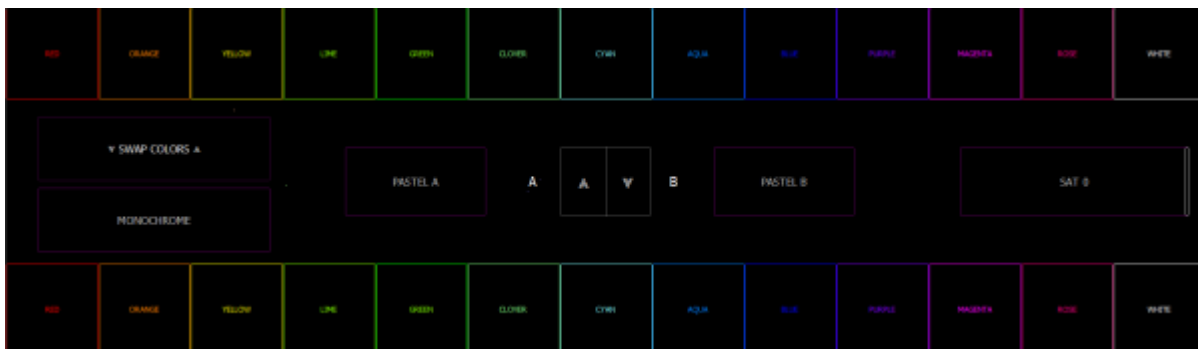 RED ORANGE YELLOW LIME GREEN CLOVER CYAN AQUA BLUE PURPLE MAGENTA ROSE WHITE
▼ SWAP COLORS ▲
PASTEL A A ▲ ▼ B PASTEL B SAT 0
MONOCHROME
RED ORANGE YELLOW LIME GREEN CLOVER CYAN AQUA BLUE PURPLE MAGENTA ROSE WHITE